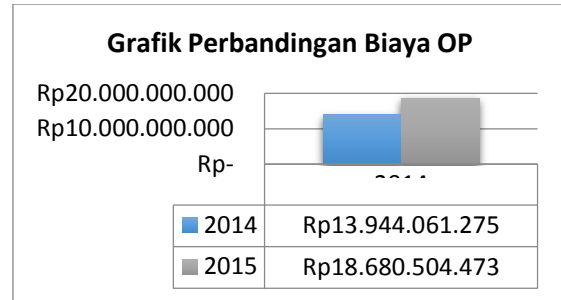 Grafik Perbandingan Biaya OP
Rp20.000.000.000
Rp10.000.000.000
Rp-
2014 Rp13.944.061.275
2015 Rp18.680.504.473